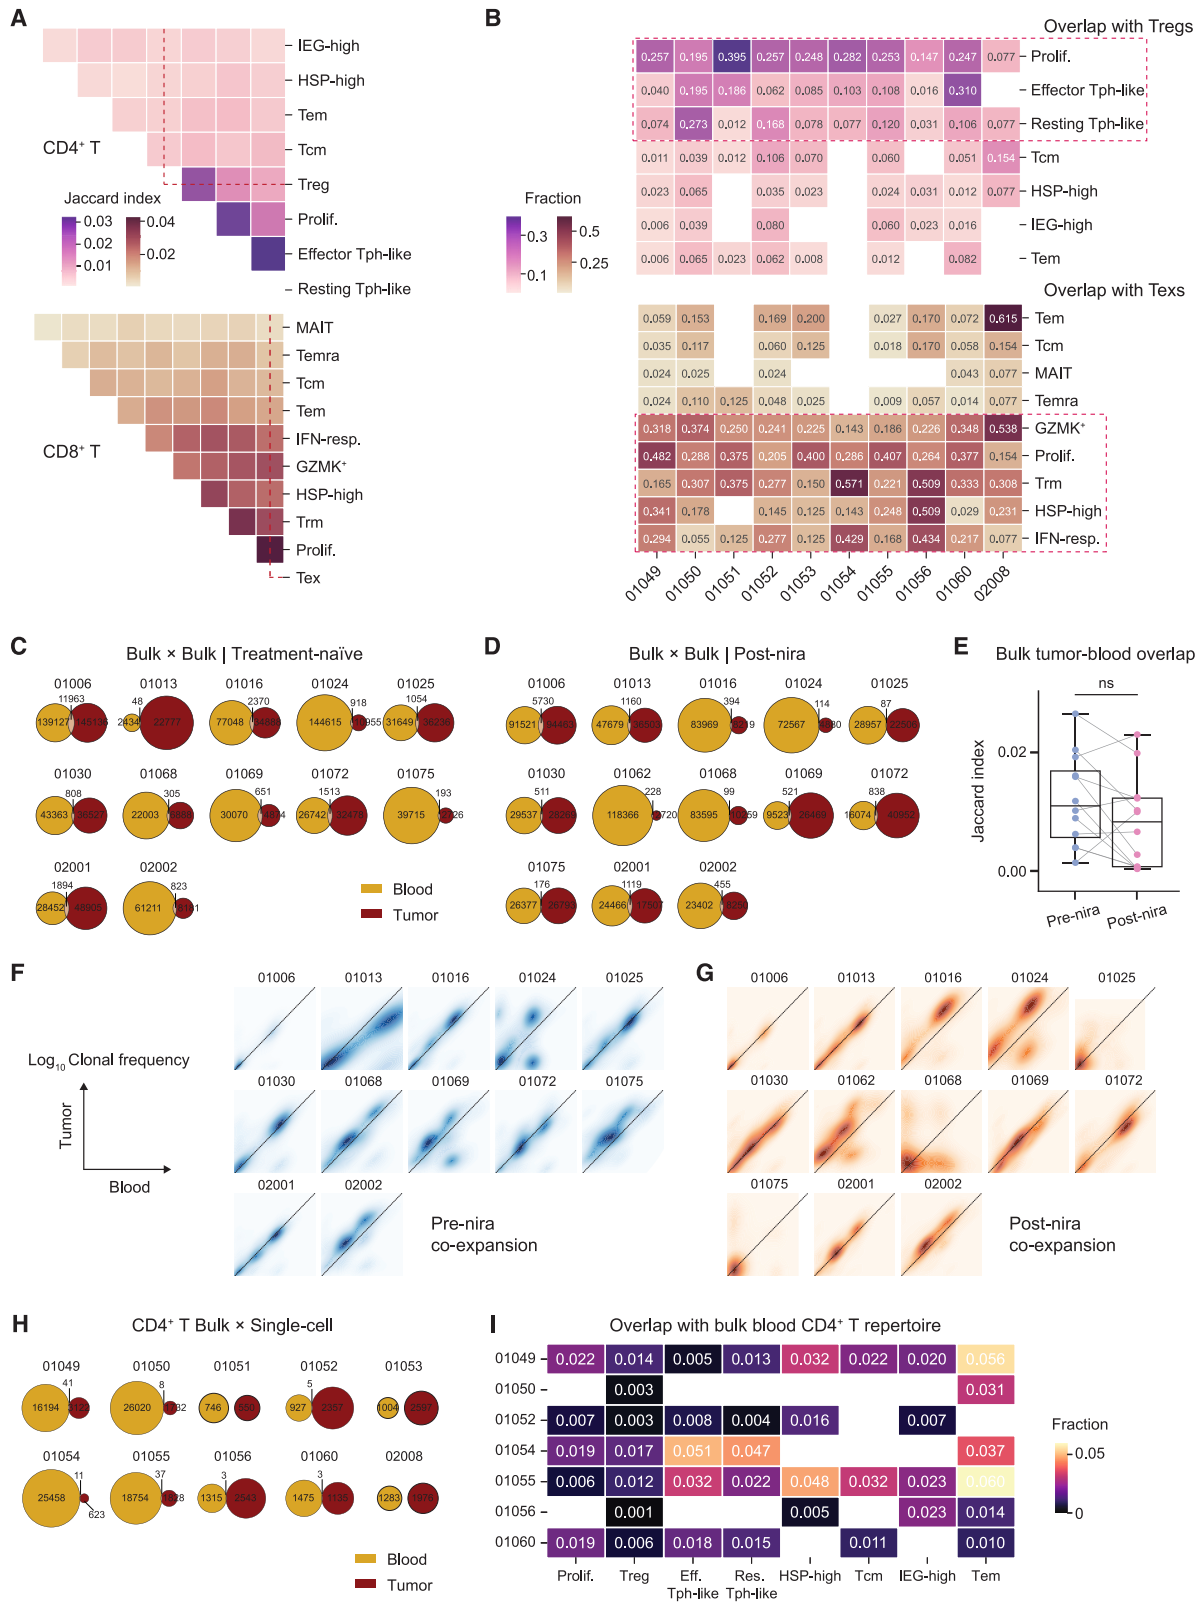 A
IEG-high
HSP-high
Tem
Tcm
Treg
Prolif.
Effector Tph-like
Resting Tph-like
CD4⁺ T
Jaccard index
0.03
0.02
0.01
0.04
0.02
MAIT
Temra
Tcm
Tem
IFN-resp.
GZMK⁺
HSP-high
Trm
Prolif.
Tex
CD8⁺ T
B
Overlap with Tregs
0.257 0.195 0.395 0.257 0.248 0.282 0.253 0.147 0.247 0.077 Prolif.
0.040 0.195 0.186 0.062 0.085 0.103 0.108 0.016 0.310 Effector Tph-like
0.074 0.273 0.012 0.168 0.078 0.077 0.120 0.031 0.106 0.077 Resting Tph-like
0.011 0.039 0.012 0.106 0.070 0.060 0.051 0.154 Tcm
0.023 0.065 0.035 0.023 0.024 0.031 0.012 0.077 HSP-high
0.006 0.039 0.080 0.060 0.023 0.016 IEG-high
0.006 0.065 0.023 0.062 0.008 0.012 0.082 Tem
Fraction
0.3
0.1
0.5
0.25
Overlap with Texs
0.059 0.153 0.169 0.200 0.027 0.170 0.072 0.615 Tem
0.035 0.117 0.060 0.125 0.018 0.170 0.058 0.154 Tcm
0.024 0.025 0.024 0.043 0.077 MAIT
0.024 0.110 0.125 0.048 0.025 0.009 0.057 0.014 0.077 Temra
0.318 0.374 0.250 0.241 0.225 0.143 0.186 0.226 0.348 0.538 GZMK⁺
0.482 0.288 0.375 0.205 0.400 0.286 0.407 0.264 0.377 0.154 Prolif.
0.165 0.307 0.375 0.277 0.150 0.571 0.221 0.509 0.333 0.308 Trm
0.341 0.178 0.145 0.125 0.143 0.248 0.509 0.029 0.231 HSP-high
0.294 0.055 0.125 0.277 0.125 0.429 0.168 0.434 0.217 0.077 IFN-resp.
01049 01050 01051 01052 01053 01054 01055 01056 01060 02008
C
Bulk × Bulk | Treatment-naïve
01006 01013 01016 01024 01025
11963 48 2370 918 1054
139127 145136 2434 22777 77048 34888 144615 31649 36236
01030 01068 01069 01072 01075
808 305 651 1513 193
43363 36927 22003 6888 30070 4874 26742 32478 39715
02001 02002
1894 823
28452 48905 61211
Blood
Tumor
D
Bulk × Bulk | Post-nira
01006 01013 01016 01024 01025
5730 1160 394 114 87
91521 94463 47679 36503 83969 72567 28957 22506
01030 01062 01068 01069 01072
511 228 99 521 838
29537 28269 118366 720 83595 9523 26469 16074 40952
01075 02001 02002
176 1119 455
26377 26793 24466 17507 23402 8250
E
Bulk tumor-blood overlap
ns
Jaccard index
0.02
0.00
Pre-nira
Post-nira
F
01006 01013 01016 01024 01025
01030 01068 01069 01072 01075
02001 02002
Log₁₀ Clonal frequency
Tumor
Blood
Pre-nira
co-expansion
G
01006 01013 01016 01024 01025
01030 01062 01068 01069 01072
01075 02001 02002
Post-nira
co-expansion
H
CD4⁺ T Bulk × Single-cell
01049 01050 01051 01052 01053
41 8 5
16194 3122 26020 746 550 927 2357 1004 2697
01054 01055 01056 01060 02008
11 37 3 3
25458 623 18754 1828 1315 2543 1475 1135 1283 1976
Blood
Tumor
I
Overlap with bulk blood CD4⁺ T repertoire
01049 0.022 0.014 0.005 0.013 0.032 0.022 0.020 0.056
01050 0.003 0.031
01052 0.007 0.003 0.008 0.004 0.016 0.007
01054 0.019 0.017 0.051 0.047 0.037
01055 0.006 0.012 0.032 0.022 0.048 0.032 0.023 0.060
01056 0.001 0.005 0.023 0.014
01060 0.019 0.006 0.018 0.015 0.011 0.010
Prolif. Treg Eff. Res. HSP-high Tcm IEG-high Tem
Tph-like Tph-like
Fraction
0.05
0